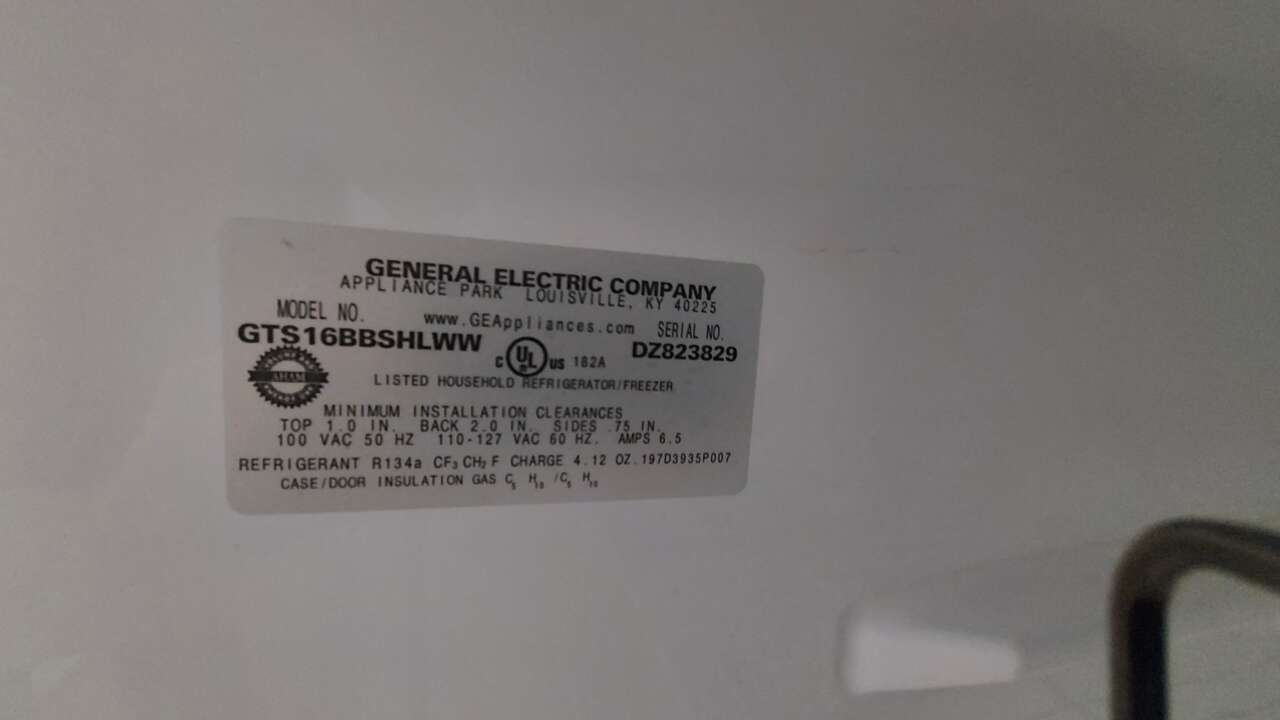 GENERAL ELECTRIC COMPANY
APPLIANCE PARK LOUISVILLE, KY 40225
MODEL NO. www.GEAppliances.com SERIAL NO.
GTS16BBSHLWW DZ823829
C UL US 182A
AHAM
LISTED HOUSEHOLD REFRIGERATOR/FREEZER
MINIMUM INSTALLATION CLEARANCES
TOP 1.0 IN. BACK 2.0 IN. SIDES .75 IN.
100 VAC 50 HZ 110-127 VAC 60 HZ. AMPS 6.5
REFRIGERANT R134a CF₃CH₂F CHARGE 4.12 OZ.197D3935P007
CASE/DOOR INSULATION GAS C₅ H₁₀ /C₅ H₁₀